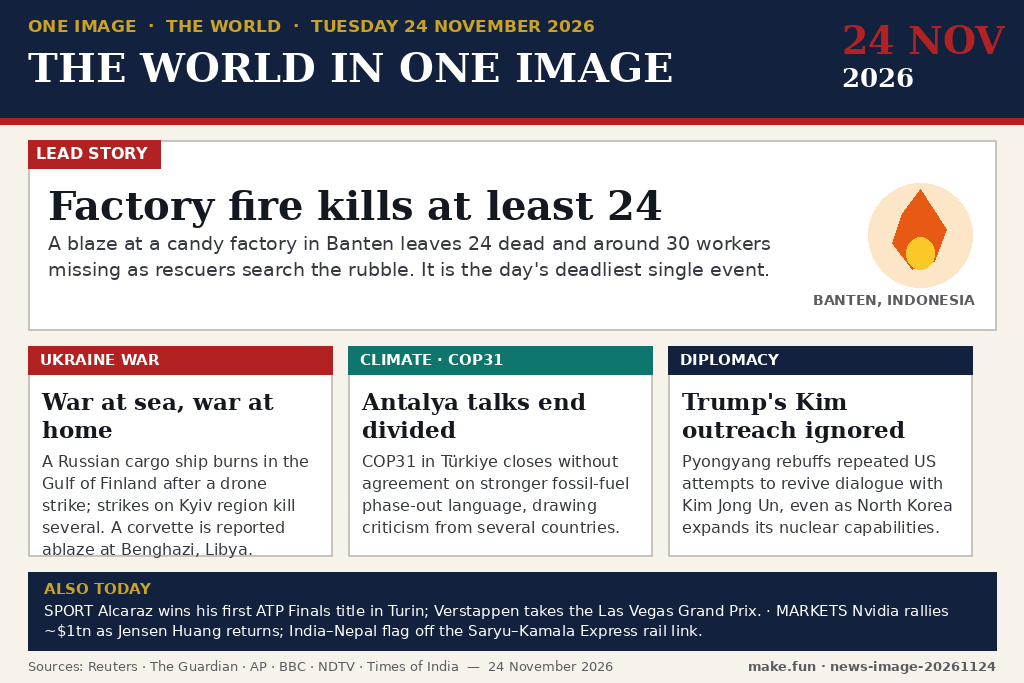 ONE IMAGE · THE WORLD · TUESDAY 24 NOVEMBER 2026
THE WORLD IN ONE IMAGE
24 NOV
2026
LEAD STORY
Factory fire kills at least 24
A blaze at a candy factory in Banten leaves 24 dead and around 30 workers
missing as rescuers search the rubble. It is the day's deadliest single event.
BANTEN, INDONESIA
UKRAINE WAR
War at sea, war at
home
A Russian cargo ship burns in the
Gulf of Finland after a drone
strike; strikes on Kyiv region kill
several. A corvette is reported
ablaze at Benghazi, Libya.
CLIMATE · COP31
Antalya talks end
divided
COP31 in Türkiye closes without
agreement on stronger fossil-fuel
phase-out language, drawing
criticism from several countries.
DIPLOMACY
Trump's Kim
outreach ignored
Pyongyang rebuffs repeated US
attempts to revive dialogue with
Kim Jong Un, even as North Korea
expands its nuclear capabilities.
ALSO TODAY
SPORT Alcaraz wins his first ATP Finals title in Turin; Verstappen takes the Las Vegas Grand Prix. · MARKETS Nvidia rallies
~$1tn as Jensen Huang returns; India–Nepal flag off the Saryu–Kamala Express rail link.
Sources: Reuters · The Guardian · AP · BBC · NDTV · Times of India — 24 November 2026
make.fun · news-image-20261124